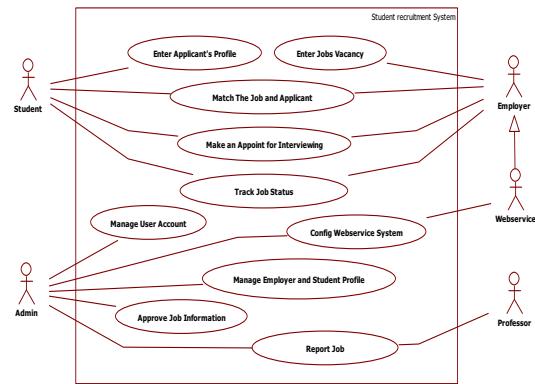 Student recruitment System
Enter Applicant's Profile
Enter Jobs Vacancy
Student
Match The Job and Applicant
Employer
Make an Appoint for Interviewing
Track Job Status
Manage User Account
Config Webservice System
Webservice
Manage Employer and Student Profile
Admin
Approve Job Information
Professor
Report Job